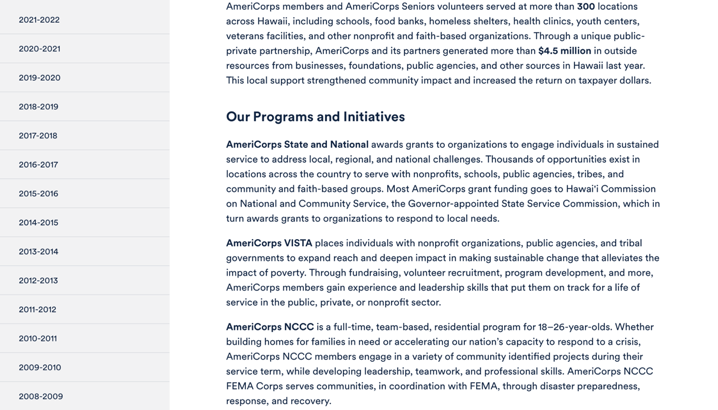 2021-2022
2020-2021
2019-2020
2018-2019
2017-2018
2016-2017
2015-2016
2014-2015
2013-2014
2012-2013
2011-2012
2010-2011
2009-2010
2008-2009
AmeriCorps members and AmeriCorps Seniors volunteers served at more than 300 locations
across Hawaii, including schools, food banks, homeless shelters, health clinics, youth centers,
veterans facilities, and other nonprofit and faith-based organizations. Through a unique public-
private partnership, AmeriCorps and its partners generated more than $4.5 million in outside
resources from businesses, foundations, public agencies, and other sources in Hawaii last year.
This local support strengthened community impact and increased the return on taxpayer dollars.
Our Programs and Initiatives
AmeriCorps State and National awards grants to organizations to engage individuals in sustained
service to address local, regional, and national challenges. Thousands of opportunities exist in
locations across the country to serve with nonprofits, schools, public agencies, tribes, and
community and faith-based groups. Most AmeriCorps grant funding goes to Hawai'i Commission
on National and Community Service, the Governor-appointed State Service Commission, which in
turn awards grants to organizations to respond to local needs.
AmeriCorps VISTA places individuals with nonprofit organizations, public agencies, and tribal
governments to expand reach and deepen impact in making sustainable change that alleviates the
impact of poverty. Through fundraising, volunteer recruitment, program development, and more,
AmeriCorps members gain experience and leadership skills that put them on track for a life of
service in the public, private, or nonprofit sector.
AmeriCorps NCCC is a full-time, team-based, residential program for 18–26-year-olds. Whether
building homes for families in need or accelerating our nation's capacity to respond to a crisis,
AmeriCorps NCCC members engage in a variety of community identified projects during their
service term, while developing leadership, teamwork, and professional skills. AmeriCorps NCCC
FEMA Corps serves communities, in coordination with FEMA, through disaster preparedness,
response, and recovery.